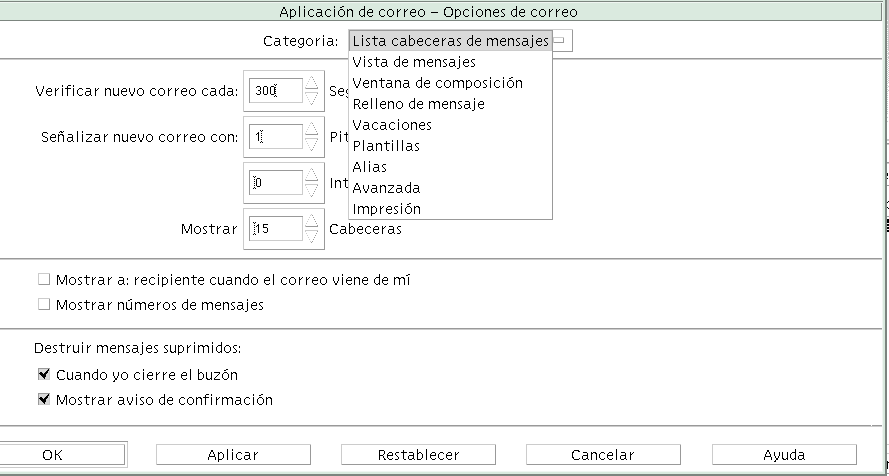 Aplicación de correo – Opciones de correo
Categoria: Lista cabeceras de mensajes
Vista de mensajes
Ventana de composición
Relleno de mensaje
Vacaciones
Plantillas
Alias
Avanzada
Impresión
Verificar nuevo correo cada: 300
Señalizar nuevo correo con: 1
0
Mostrar 15 Cabeceras
Mostrar a: recipiente cuando el correo viene de mí
Mostrar números de mensajes
Destruir mensajes suprimidos:
Cuando yo cierre el buzón
Mostrar aviso de confirmación
OK Aplicar Restablecer Cancelar Ayuda